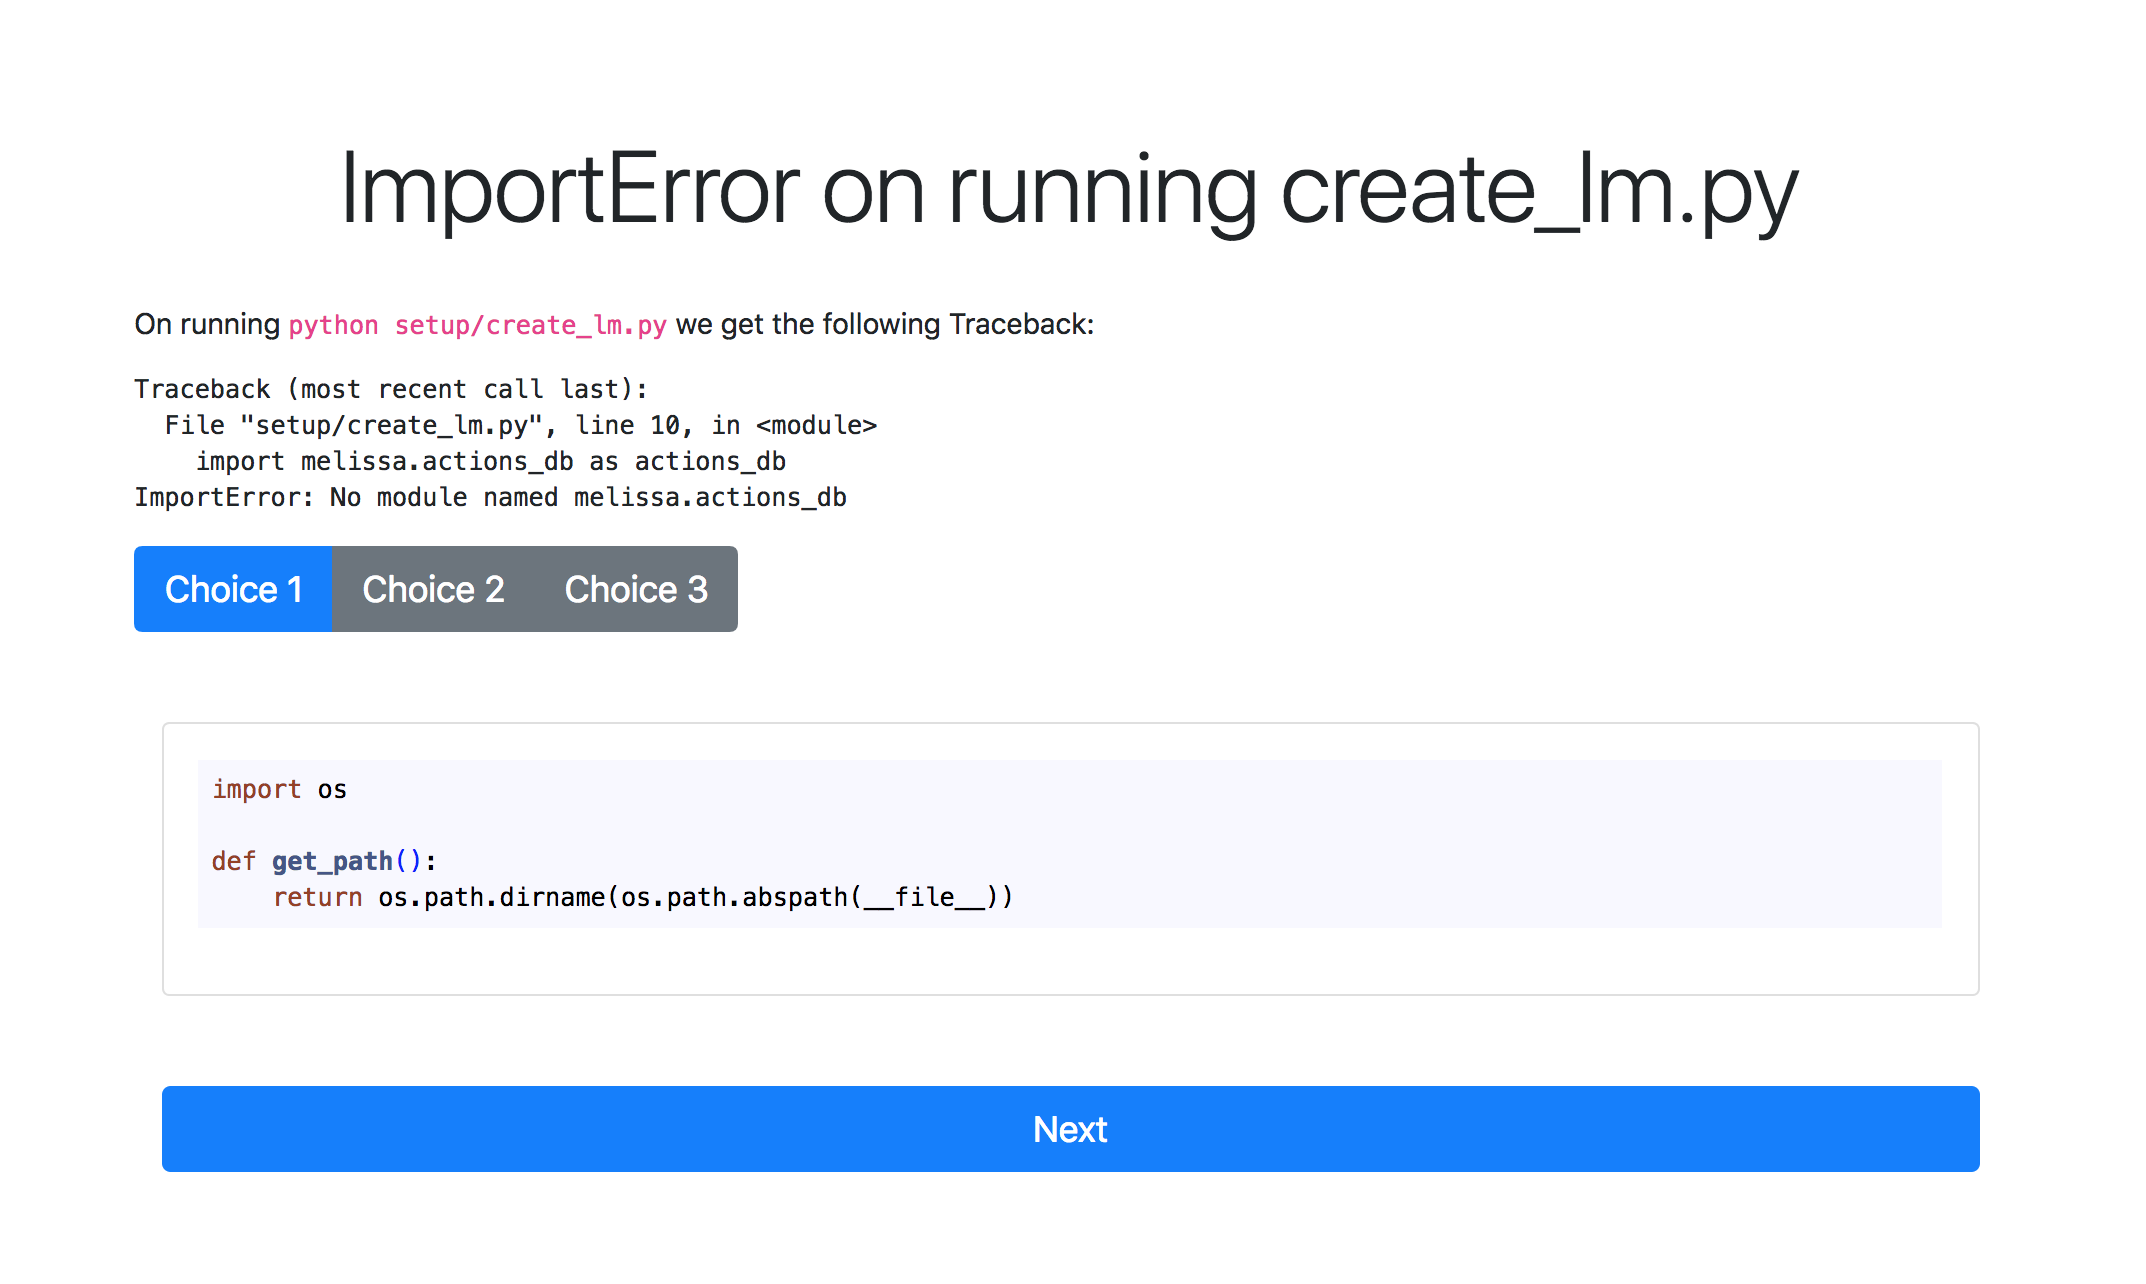 ImportError on running create_lm.py
On running python setup/create_lm.py we get the following Traceback:
Traceback (most recent call last):
  File "setup/create_lm.py", line 10, in <module>
    import melissa.actions_db as actions_db
ImportError: No module named melissa.actions_db
Choice 1 Choice 2 Choice 3
import os
def get_path():
    return os.path.dirname(os.path.abspath(__file__))
Next